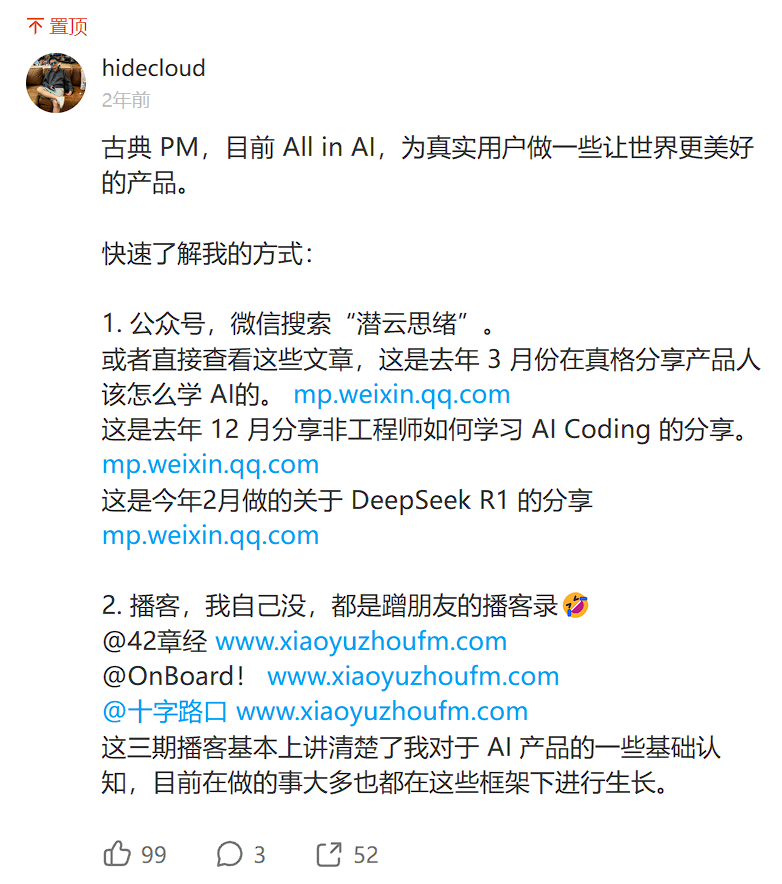 置顶
hidecloud
2年前
古典 PM，目前 All in AI，为真实用户做一些让世界更美好
的产品。
快速了解我的方式：
1. 公众号，微信搜索“潜云思绪”。
或者直接查看这些文章，这是去年 3 月份在真格分享产品人
该怎么学 AI的。 mp.weixin.qq.com
这是去年 12 月分享非工程师如何学习 AI Coding 的分享。
mp.weixin.qq.com
这是今年2月做的关于 DeepSeek R1 的分享
mp.weixin.qq.com
2. 播客，我自己没，都是蹭朋友的播客录🤣
@42章经 www.xiaoyuzhoufm.com
@OnBoard！ www.xiaoyuzhoufm.com
@十字路口 www.xiaoyuzhoufm.com
这三期播客基本上讲清楚了我对于 AI 产品的一些基础认
知，目前在做的事大多也都在这些框架下进行生长。
99 3 52